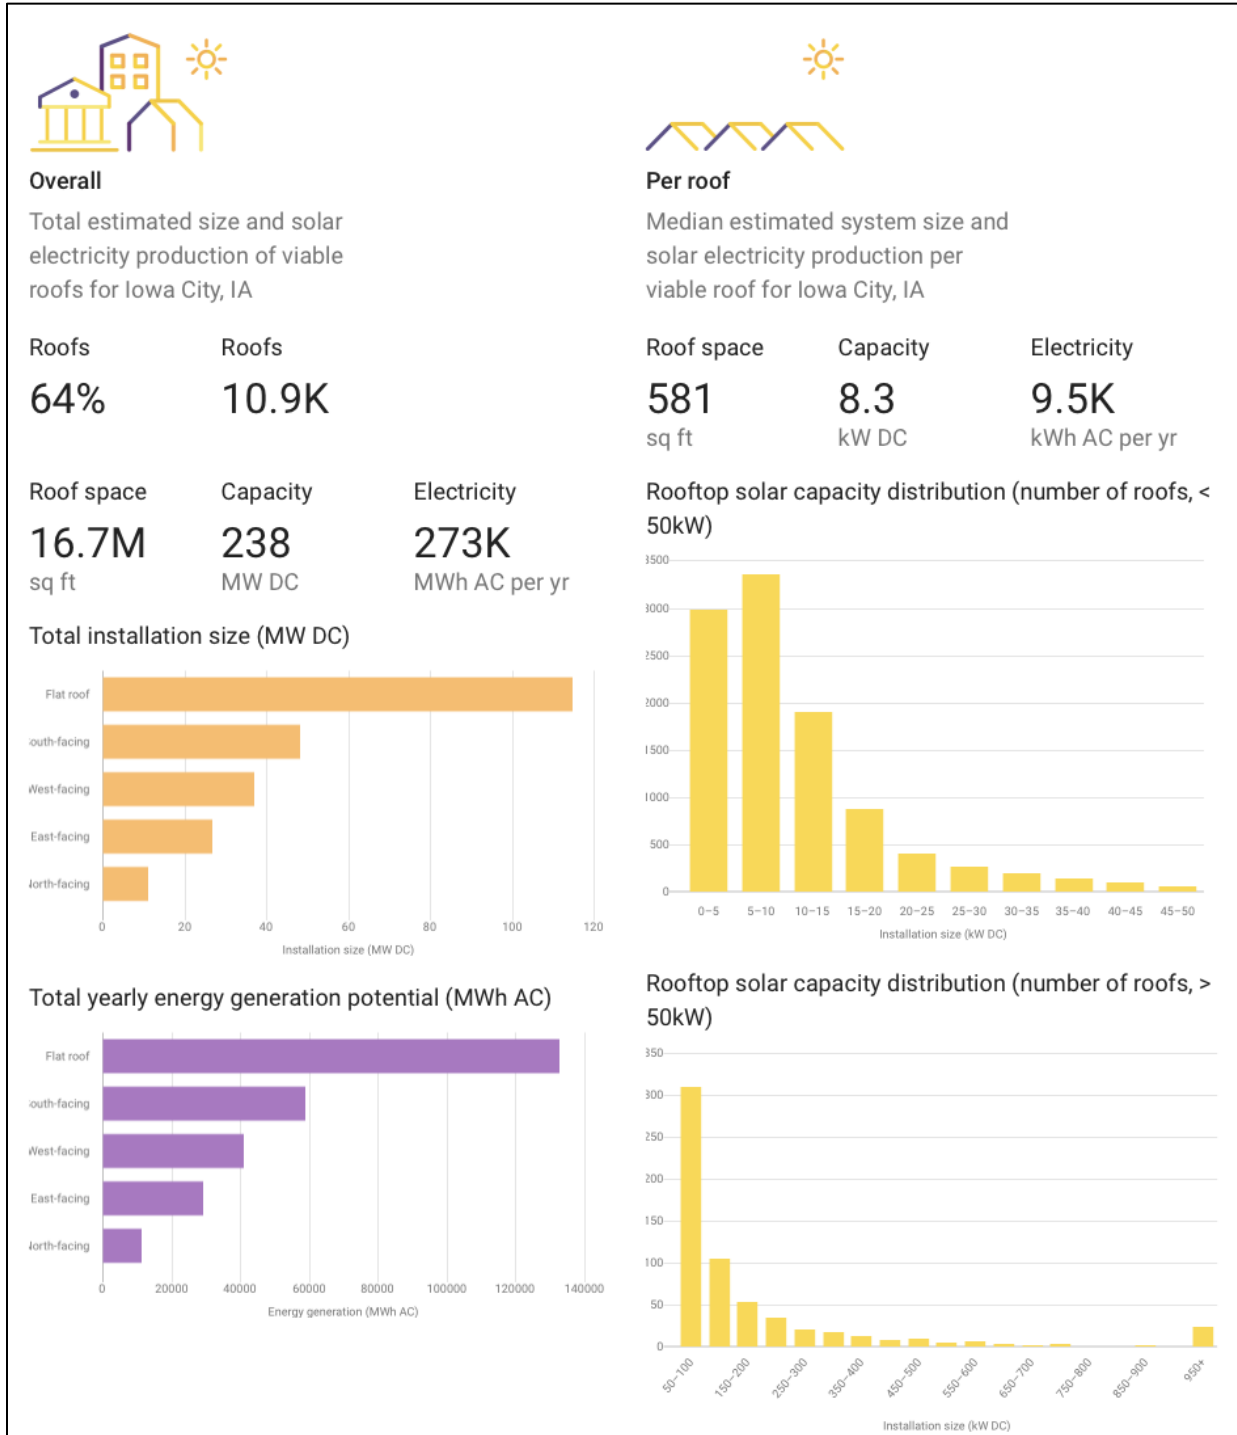 Overall
Total estimated size and solar
electricity production of viable
roofs for Iowa City, IA
Roofs
Roofs
64%
10.9K
Roof space
Capacity
Electricity
16.7M
238
273K
sq ft
MW DC
MWh AC per yr
Total installation size (MW DC)
Flat roof
outh-facing
West-facing
East-facing
North-facing
0 20 40 60 80 100 120
Installation size (MW DC)
Total yearly energy generation potential (MWh AC)
Flat roof
outh-facing
West-facing
East-facing
North-facing
0 20000 40000 60000 80000 100000 120000 140000
Energy generation (MWh AC)
Per roof
Median estimated system size and
solar electricity production per
viable roof for Iowa City, IA
Roof space
Capacity
Electricity
581
8.3
9.5K
sq ft
kW DC
kWh AC per yr
Rooftop solar capacity distribution (number of roofs, <
50kW)
3500
3000
2500
2000
1500
1000
500
0
0–5 5–10 10–15 15–20 20–25 25–30 30–35 35–40 40–45 45–50
Installation size (kW DC)
Rooftop solar capacity distribution (number of roofs, >
50kW)
350
300
250
200
150
100
50
0
50–100 150–200 250–300 350–400 450–500 550–600 650–700 750–800 850–900 950+
Installation size (kW DC)